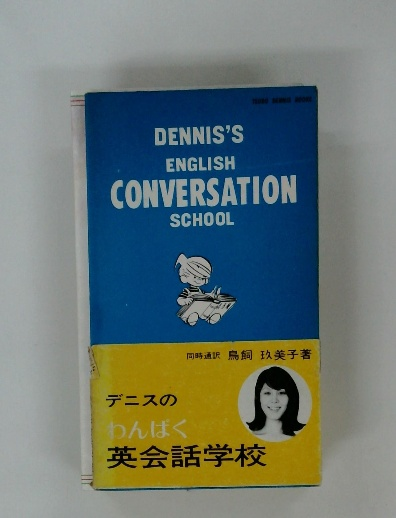 DENNIS'S
ENGLISH
CONVERSATION
SCHOOL
同時通訳 鳥飼 玖美子著
デニスの
わんぱく
英会話学校